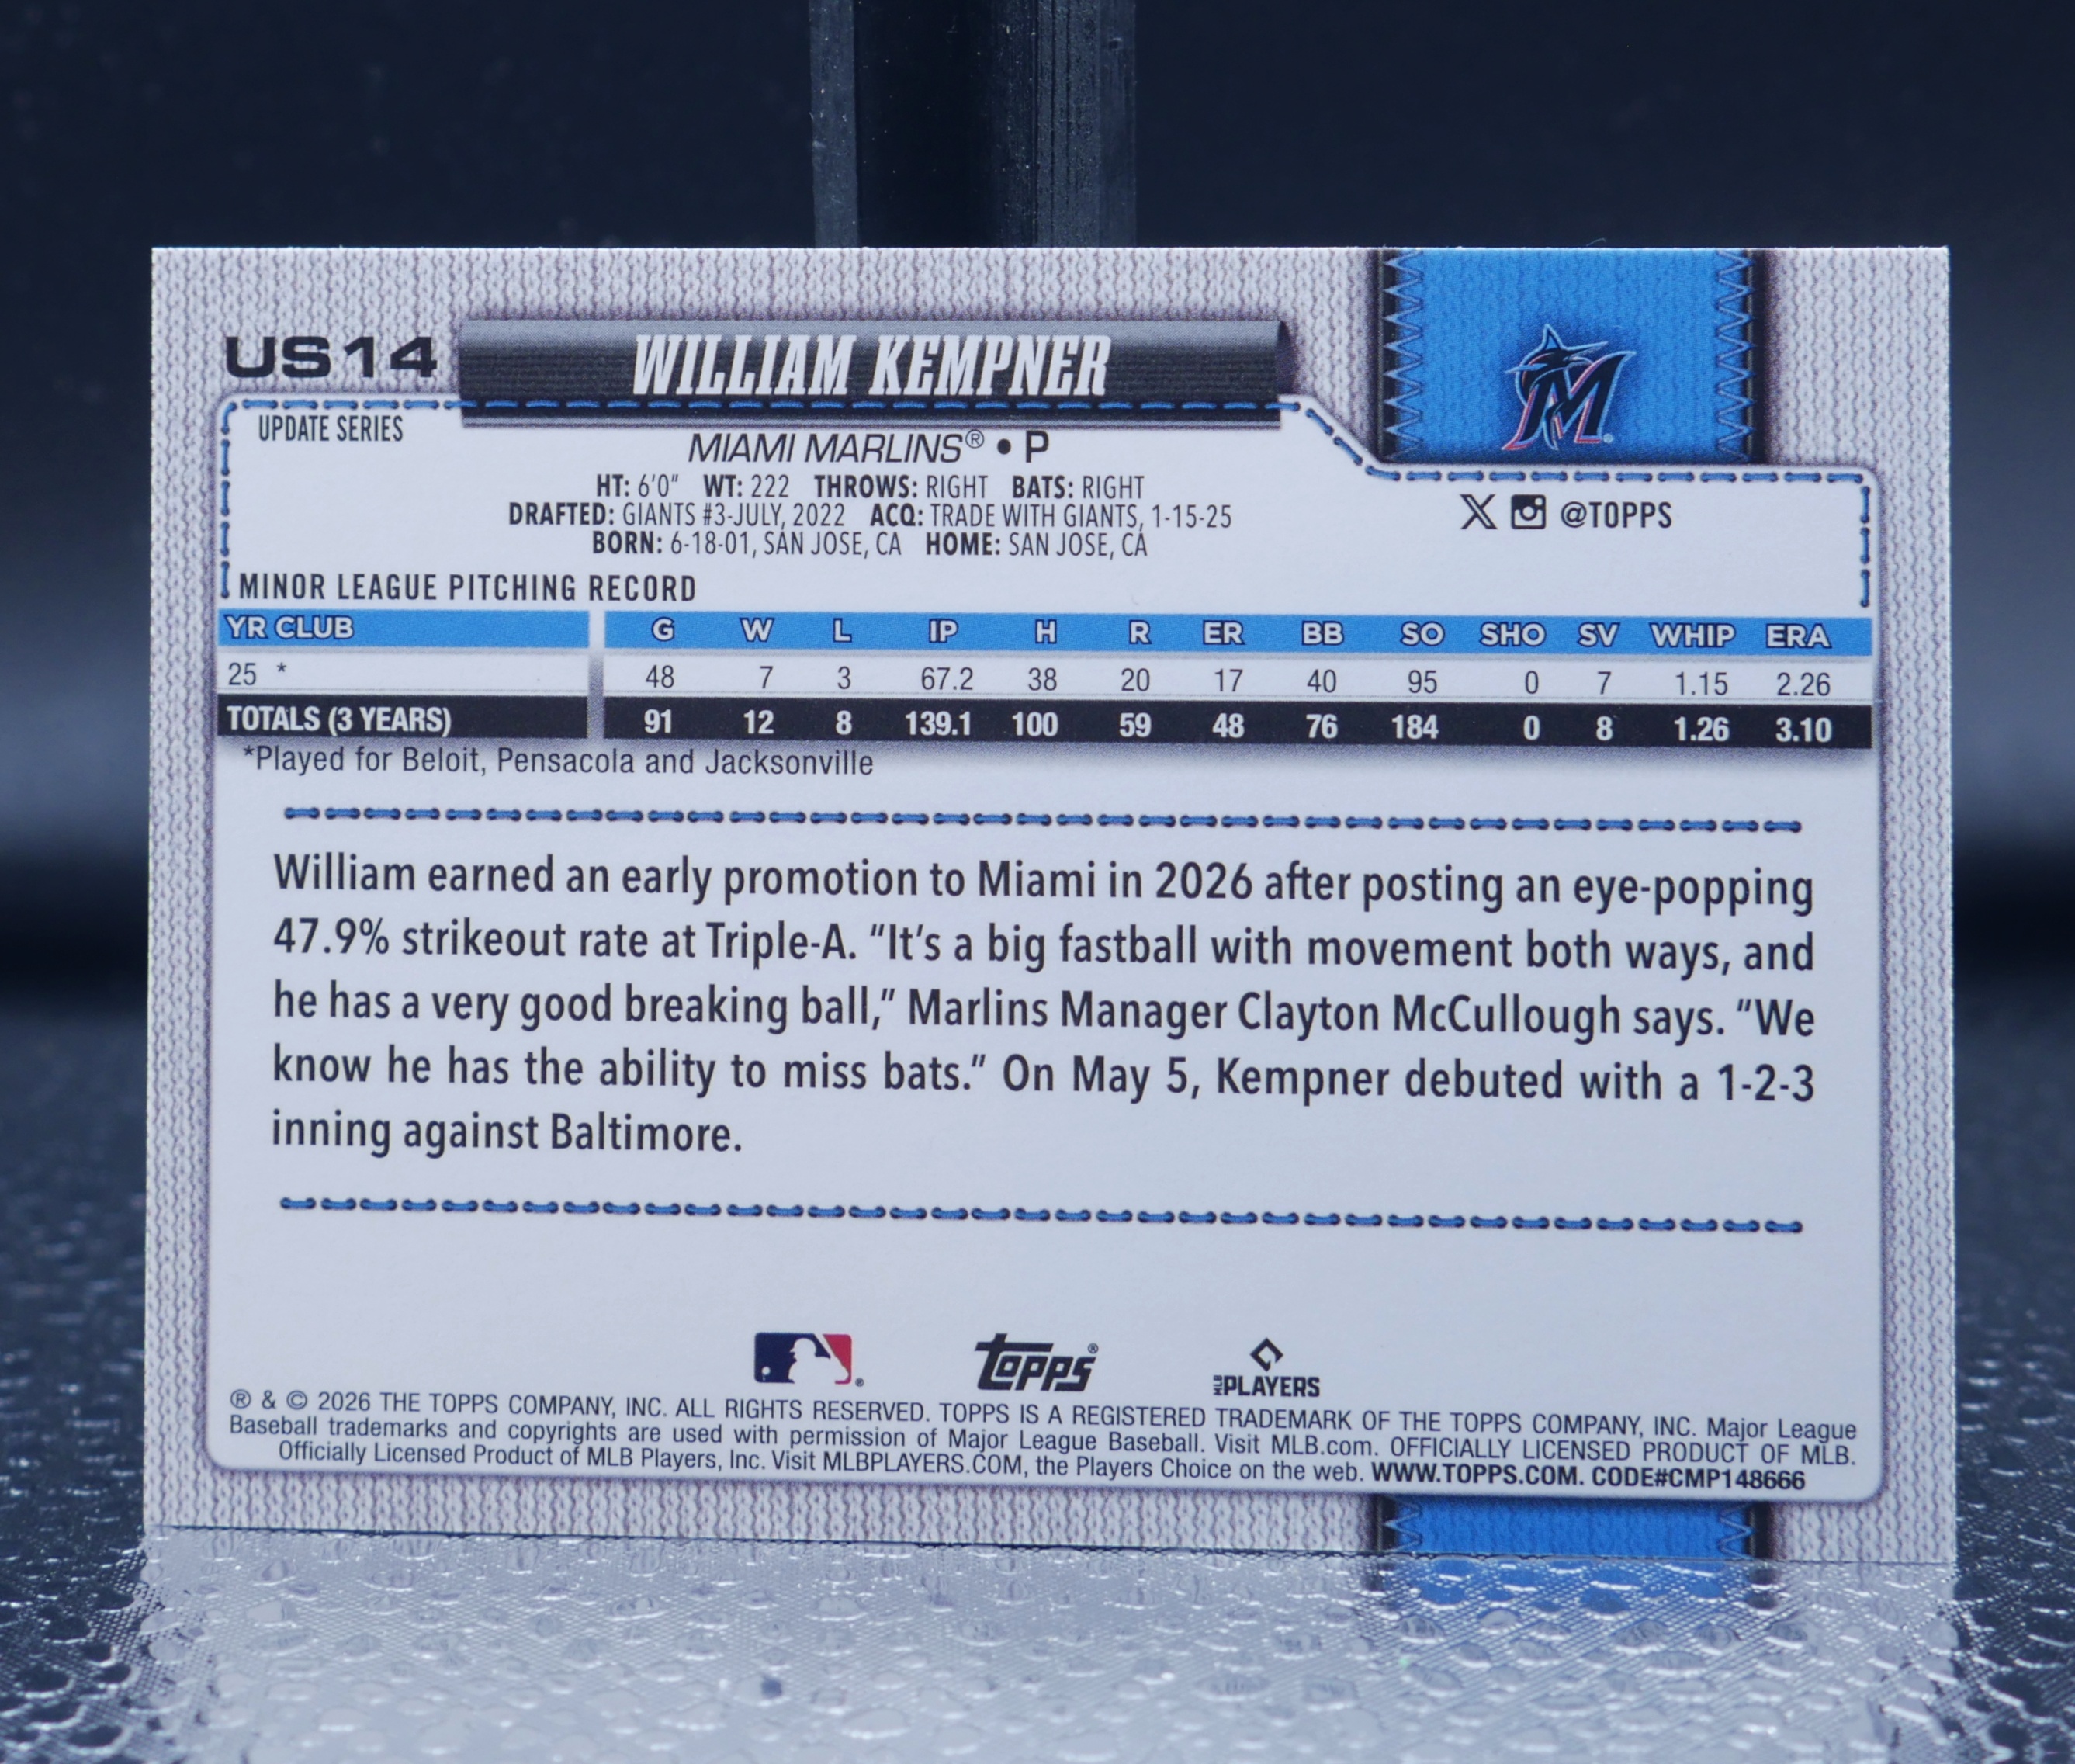 US14
WILLIAM KEMPNER
UPDATE SERIES
MIAMI MARLINS® • P
HT: 6'0" WT: 222 THROWS: RIGHT BATS: RIGHT
DRAFTED: GIANTS #3-JULY, 2022 ACQ: TRADE WITH GIANTS, 1-15-25
BORN: 6-18-01, SAN JOSE, CA HOME: SAN JOSE, CA
M
@TOPPS
MINOR LEAGUE PITCHING RECORD
YR CLUB G W L IP H R ER BB SO SHO SV WHIP ERA
25 * 48 7 3 67.2 38 20 17 40 95 0 7 1.15 2.26
TOTALS (3 YEARS) 91 12 8 139.1 100 59 48 76 184 0 8 1.26 3.10
*Played for Beloit, Pensacola and Jacksonville
William earned an early promotion to Miami in 2026 after posting an eye-popping
47.9% strikeout rate at Triple-A. “It’s a big fastball with movement both ways, and
he has a very good breaking ball,” Marlins Manager Clayton McCullough says. “We
know he has the ability to miss bats.” On May 5, Kempner debuted with a 1-2-3
inning against Baltimore.
topps®
MLB PLAYERS
® & © 2026 THE TOPPS COMPANY, INC. ALL RIGHTS RESERVED. TOPPS IS A REGISTERED TRADEMARK OF THE TOPPS COMPANY, INC. Major League
Baseball trademarks and copyrights are used with permission of Major League Baseball. Visit MLB.com. OFFICIALLY LICENSED PRODUCT OF MLB.
Officially Licensed Product of MLB Players, Inc. Visit MLBPLAYERS.COM, the Players Choice on the web. WWW.TOPPS.COM. CODE#CMP148666